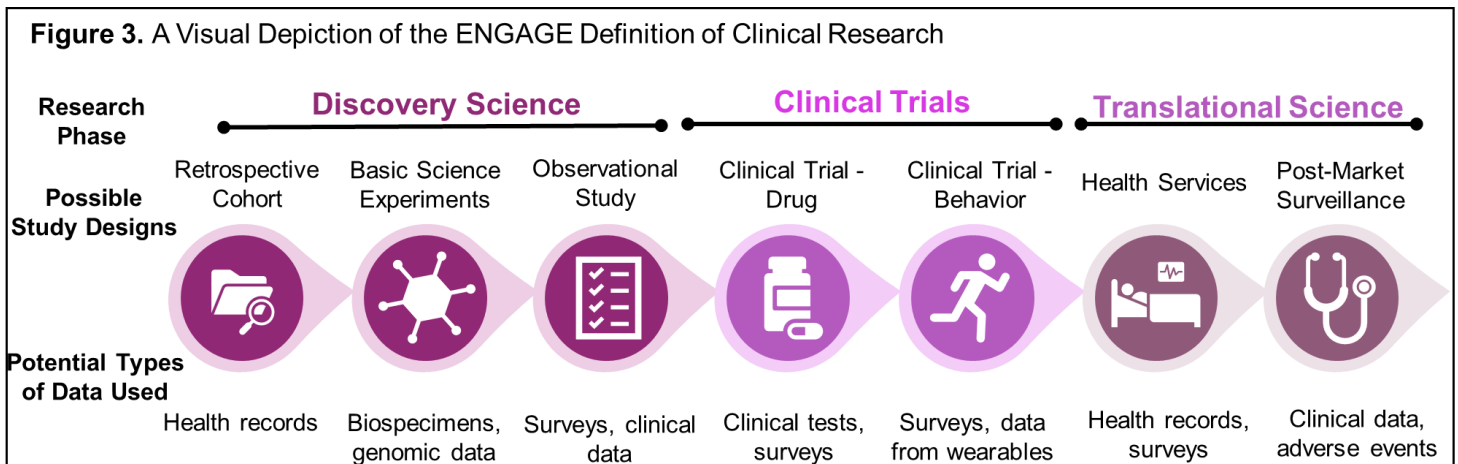 Figure 3. A Visual Depiction of the ENGAGE Definition of Clinical Research
Research
Phase
Discovery Science
Clinical Trials
Translational Science
Possible
Study Designs
Retrospective
Cohort
Basic Science
Experiments
Observational
Study
Clinical Trial -
Drug
Clinical Trial -
Behavior
Health Services
Post-Market
Surveillance
Potential Types
of Data Used
Health records
Biospecimens,
genomic data
Surveys, clinical
data
Clinical tests,
surveys
Surveys, data
from wearables
Health records,
surveys
Clinical data,
adverse events